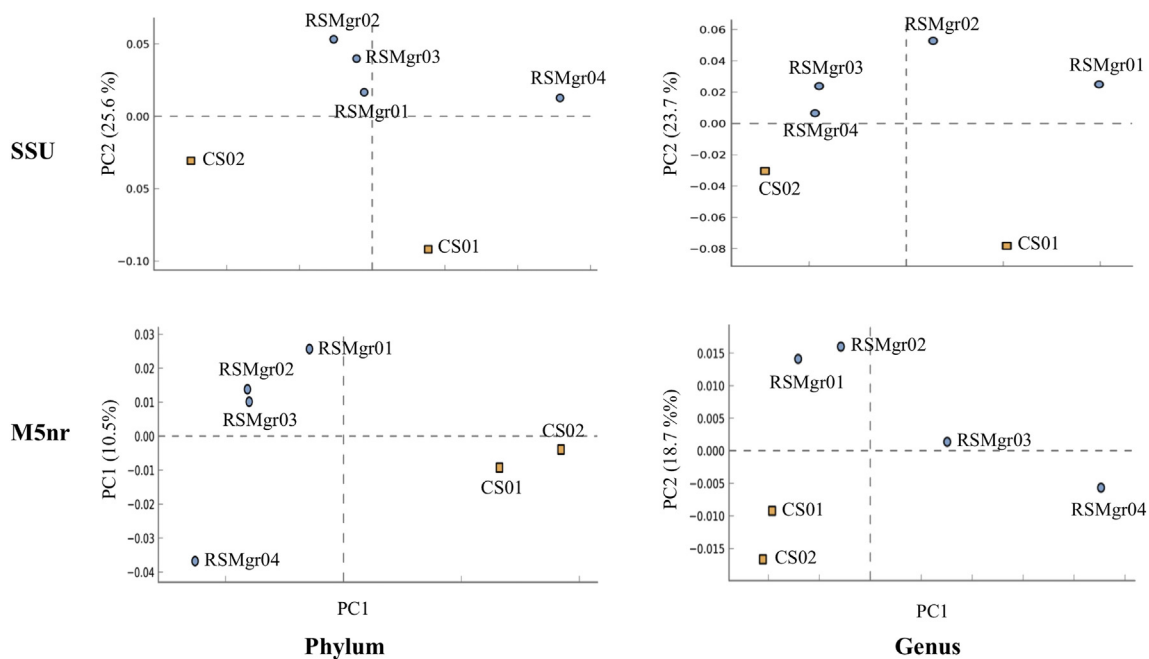 SSU
PC2 (25.6 %)
0.05
0.00
0.05
−0.10
RSMgr02
RSMgr03
RSMgr01
RSMgr04
CS02
CS01
PC2 (23.7 %)
0.06
0.04
0.02
0.00
−0.02
−0.04
−0.06
−0.08
RSMgr02
RSMgr01
RSMgr03
RSMgr04
CS02
CS01
M5nr
PC1 (10.5%)
0.03
0.02
0.01
0.00
−0.01
−0.02
−0.03
−0.04
RSMgr01
RSMgr02
RSMgr03
CS02
CS01
RSMgr04
PC1
Phylum
PC2 (18.7 %%)
0.015
0.010
0.005
0.000
−0.005
−0.010
−0.015
RSMgr02
RSMgr01
RSMgr03
RSMgr04
CS01
CS02
PC1
Genus